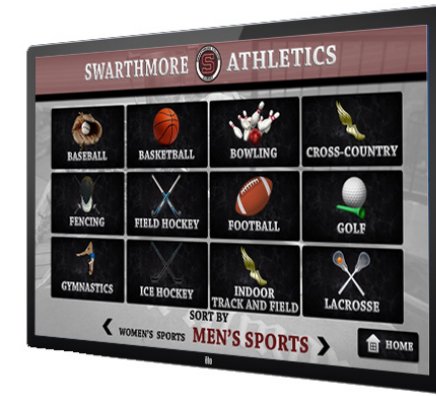 SWARTHMORE S ATHLETICS
BASEBALL
BASKETBALL
BOWLING
CROSS-COUNTRY
FENCING
FIELD HOCKEY
FOOTBALL
GOLF
GYMNASTICS
ICE HOCKEY
INDOOR
TRACK AND FIELD
LACROSSE
SORT BY
WOMEN'S SPORTS MEN'S SPORTS
HOME
elo